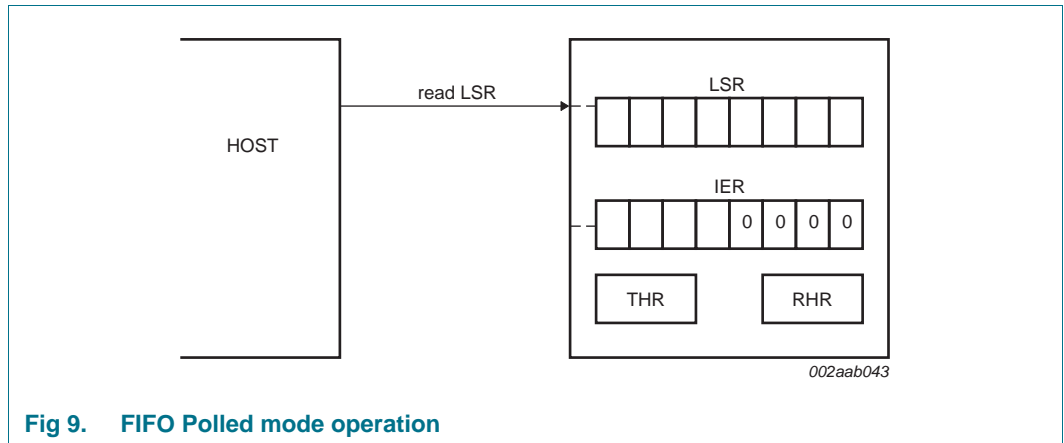 read LSR
HOST
LSR
IER
0 0 0 0
THR
RHR
002aab043
Fig 9. FIFO Polled mode operation